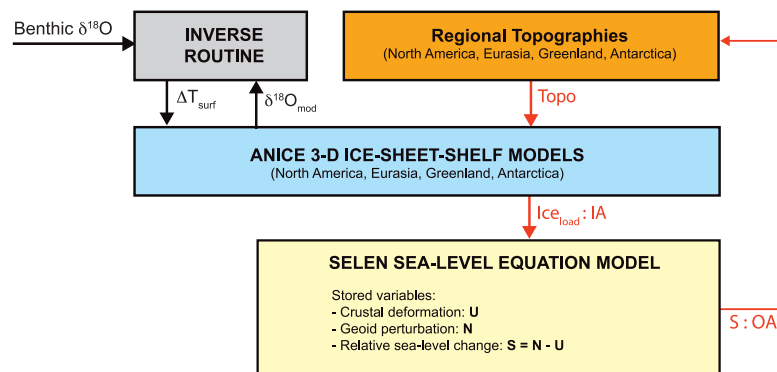 Benthic δ¹⁸O
INVERSE
ROUTINE
Regional Topographies
(North America, Eurasia, Greenland, Antarctica)
ΔTsurf
δ¹⁸Omod
Topo
ANICE 3-D ICE-SHEET-SHELF MODELS
(North America, Eurasia, Greenland, Antarctica)
Iceload : IA
SELEN SEA-LEVEL EQUATION MODEL
Stored variables:
- Crustal deformation: U
- Geoid perturbation: N
- Relative sea-level change: S = N - U
S : OA